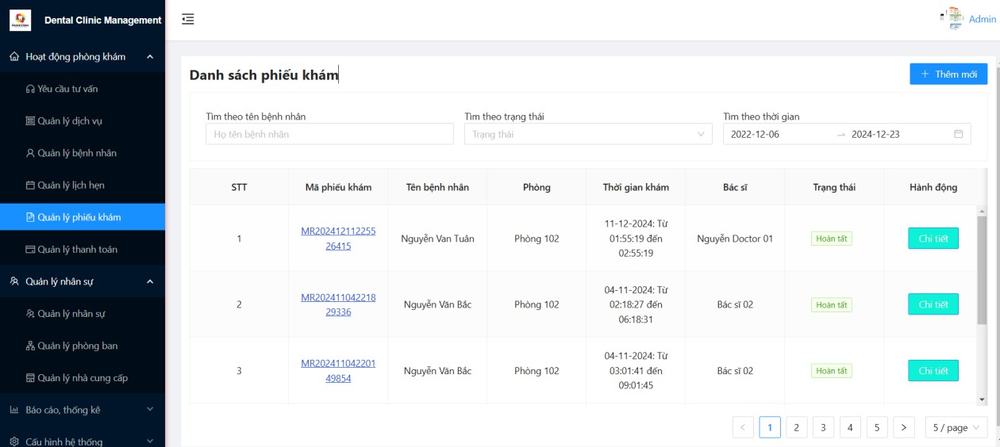 Dental Clinic Management
Admin
Hoạt động phòng khám
Yêu cầu tư vấn
Quản lý dịch vụ
Quản lý bệnh nhân
Quản lý lịch hẹn
Quản lý phiếu khám
Quản lý thanh toán
Quản lý nhân sự
Quản lý nhân sự
Quản lý phòng ban
Quản lý nhà cung cấp
Báo cáo, thống kê
Cấu hình hệ thống
Danh sách phiếu khám
+ Thêm mới
Tìm theo tên bệnh nhân
Tìm theo trạng thái
Tìm theo thời gian
Họ tên bệnh nhân
Trạng thái
2022-12-06 → 2024-12-23
STT Mã phiếu khám Tên bệnh nhân Phòng Thời gian khám Bác sĩ Trạng thái Hành động
1 MR202412112255
26415 Nguyễn Van Tuân Phòng 102 11-12-2024: Từ
01:55:19 đến
02:55:19 Nguyễn Doctor 01 Hoàn tất Chi tiết
2 MR202411042218
29336 Nguyễn Văn Bắc Phòng 102 04-11-2024: Từ
02:18:27 đến
06:18:31 Bác sĩ 02 Hoàn tất Chi tiết
3 MR202411042201
49854 Nguyễn Văn Bắc Phòng 102 04-11-2024: Từ
03:01:41 đến
09:01:45 Bác sĩ 02 Hoàn tất Chi tiết
< 1 2 3 4 5 > 5 / page